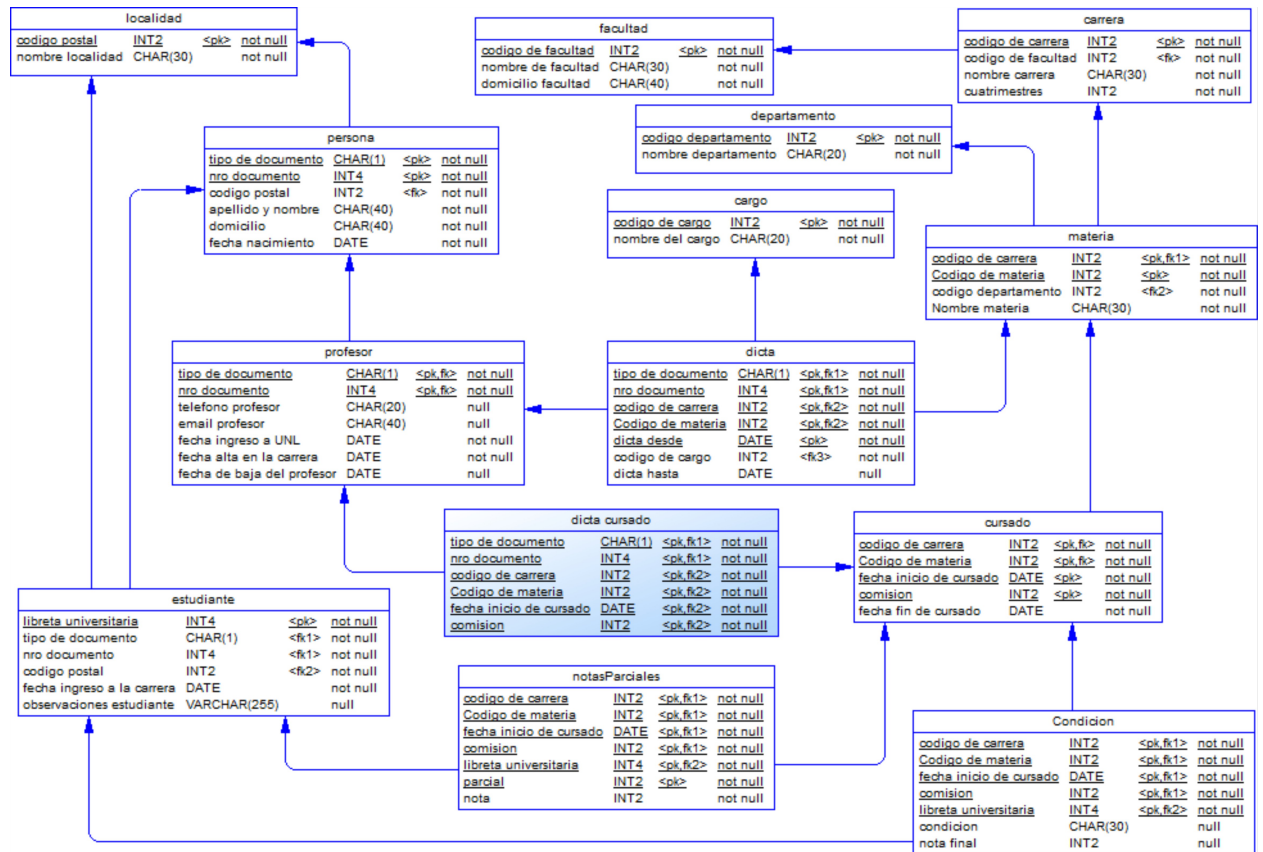 localidad
codigo postal INT2 <pk> not null
nombre localidad CHAR(30) not null
facultad
codigo de facultad INT2 <pk> not null
nombre de facultad CHAR(30) not null
domicilio facultad CHAR(40) not null
carrera
codigo de carrera INT2 <pk> not null
codigo de facultad INT2 <fk> not null
nombre carrera CHAR(30) not null
cuatrimestres INT2 not null
departamento
codigo departamento INT2 <pk> not null
nombre departamento CHAR(20) not null
persona
tipo de documento CHAR(1) <pk> not null
nro documento INT4 <pk> not null
codigo postal INT2 <fk> not null
apellido y nombre CHAR(40) not null
domicilio CHAR(40) not null
fecha nacimiento DATE not null
cargo
codigo de cargo INT2 <pk> not null
nombre del cargo CHAR(20) not null
materia
codigo de carrera INT2 <pk,fk1> not null
Codigo de materia INT2 <pk> not null
codigo departamento INT2 <fk2> not null
Nombre materia CHAR(30) not null
profesor
tipo de documento CHAR(1) <pk,fk> not null
nro documento INT4 <pk,fk> not null
telefono profesor CHAR(20) null
email profesor CHAR(40) null
fecha ingreso a UNL DATE not null
fecha alta en la carrera DATE not null
fecha de baja del profesor DATE null
dicta
tipo de documento CHAR(1) <pk,fk1> not null
nro documento INT4 <pk,fk1> not null
codigo de carrera INT2 <pk,fk2> not null
Codigo de materia INT2 <pk,fk2> not null
dicta desde DATE <pk> not null
codigo de cargo INT2 <fk3> not null
dicta hasta DATE null
dicta cursado
tipo de documento CHAR(1) <pk,fk1> not null
nro documento INT4 <pk,fk1> not null
codigo de carrera INT2 <pk,fk2> not null
Codigo de materia INT2 <pk,fk2> not null
fecha inicio de cursado DATE <pk,fk2> not null
comision INT2 <pk,fk2> not null
cursado
codigo de carrera INT2 <pk,fk> not null
Codigo de materia INT2 <pk,fk> not null
fecha inicio de cursado DATE <pk> not null
comision INT2 <pk> not null
fecha fin de cursado DATE not null
estudiante
libreta universitaria INT4 <pk> not null
tipo de documento CHAR(1) <fk1> not null
nro documento INT4 <fk1> not null
codigo postal INT2 <fk2> not null
fecha ingreso a la carrera DATE not null
observaciones estudiante VARCHAR(255) null
notasParciales
codigo de carrera INT2 <pk,fk1> not null
Codigo de materia INT2 <pk,fk1> not null
fecha inicio de cursado DATE <pk,fk1> not null
comision INT2 <pk,fk1> not null
libreta universitaria INT4 <pk,fk2> not null
parcial INT2 <pk> not null
nota INT2 not null
Condicion
codigo de carrera INT2 <pk,fk1> not null
Codigo de materia INT2 <pk,fk1> not null
fecha inicio de cursado DATE <pk,fk1> not null
comision INT2 <pk,fk1> not null
libreta universitaria INT4 <pk,fk2> not null
condicion CHAR(30) null
nota final INT2 null